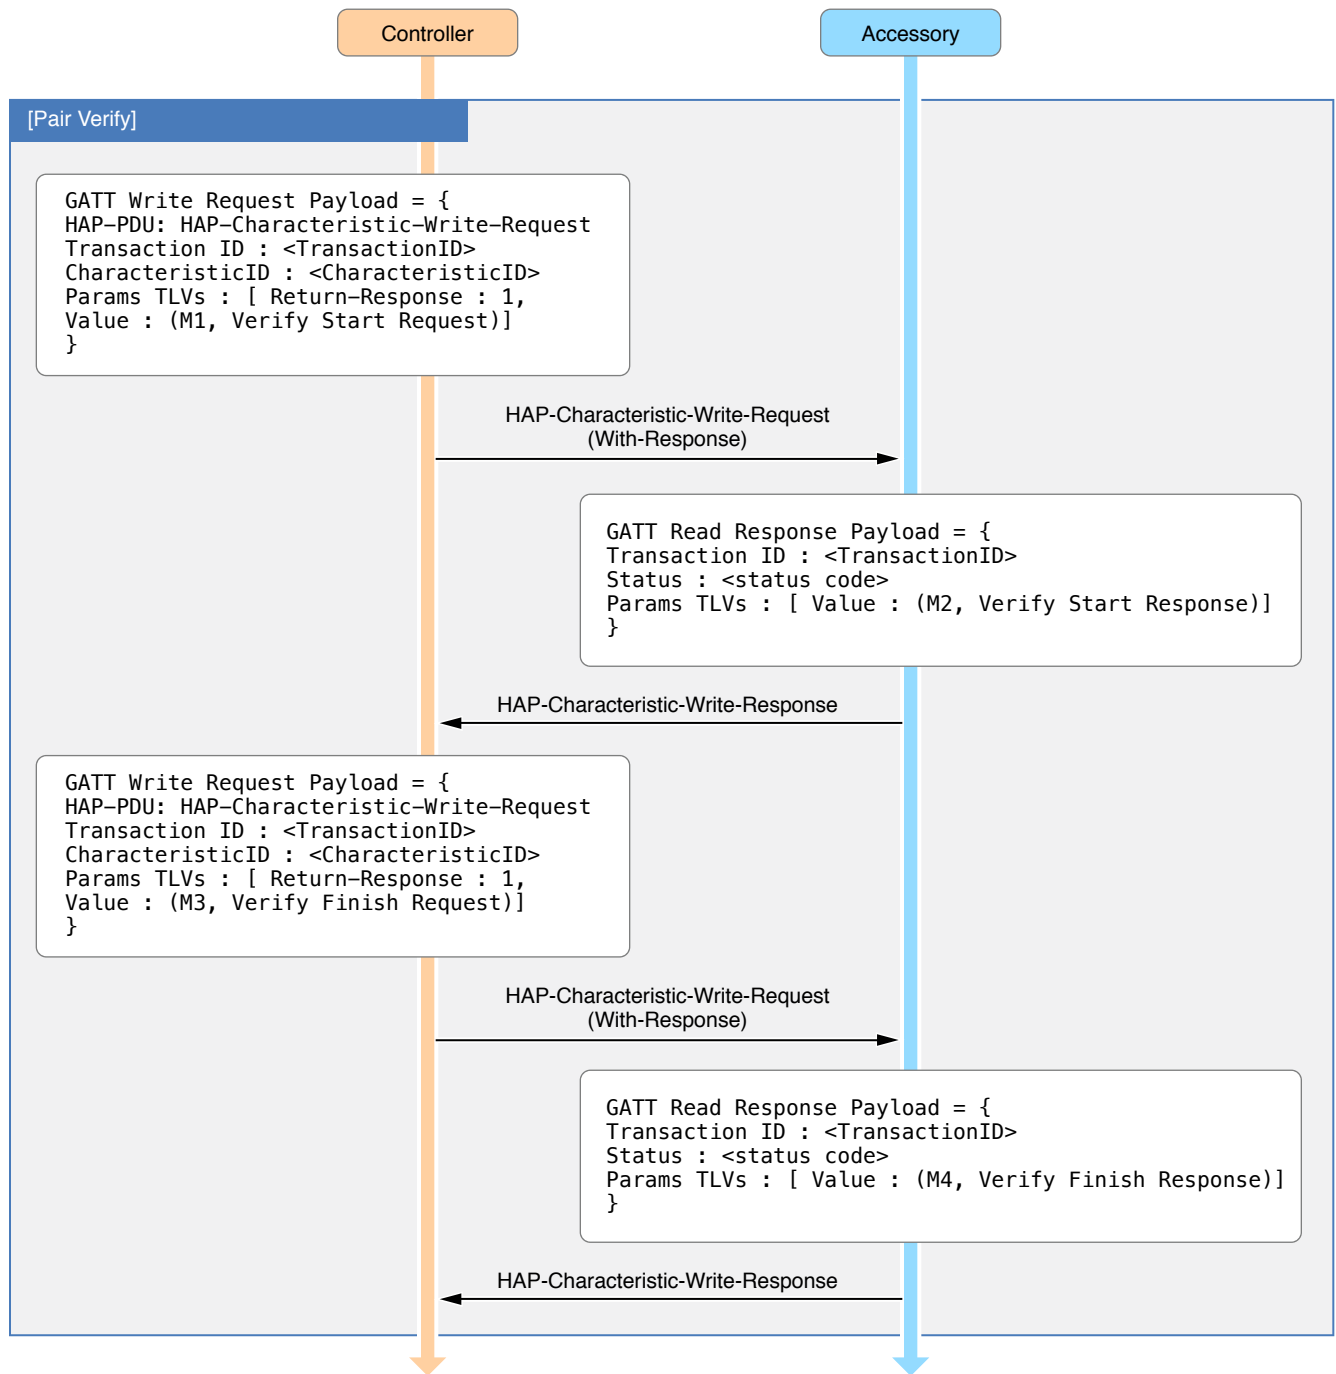 Controller
Accessory
[Pair Verify]
GATT Write Request Payload = {
HAP-PDU: HAP-Characteristic-Write-Request
Transaction ID : <TransactionID>
CharacteristicID : <CharacteristicID>
Params TLVs : [ Return-Response : 1,
Value : (M1, Verify Start Request)]
}
HAP-Characteristic-Write-Request
(With-Response)
GATT Read Response Payload = {
Transaction ID : <TransactionID>
Status : <status code>
Params TLVs : [ Value : (M2, Verify Start Response)]
}
HAP-Characteristic-Write-Response
GATT Write Request Payload = {
HAP-PDU: HAP-Characteristic-Write-Request
Transaction ID : <TransactionID>
CharacteristicID : <CharacteristicID>
Params TLVs : [ Return-Response : 1,
Value : (M3, Verify Finish Request)]
}
HAP-Characteristic-Write-Request
(With-Response)
GATT Read Response Payload = {
Transaction ID : <TransactionID>
Status : <status code>
Params TLVs : [ Value : (M4, Verify Finish Response)]
}
HAP-Characteristic-Write-Response